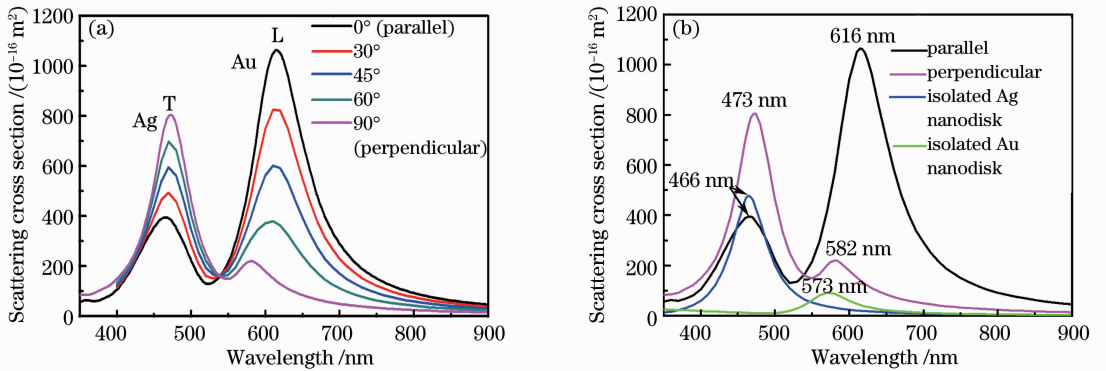 (a)
Scattering cross section /(10⁻¹⁶ m²)
1200
1000
800
600
400
200
0
Ag
T
Au
L
0° (parallel)
30°
45°
60°
90°
(perpendicular)
400 500 600 700 800 900
Wavelength /nm
(b)
Scattering cross section /(10⁻¹⁶ m²)
1200
1000
800
600
400
200
0
616 nm
473 nm
466 nm
582 nm
573 nm
parallel
perpendicular
isolated Ag
nanodisk
isolated Au
nanodisk
400 500 600 700 800 900
Wavelength /nm